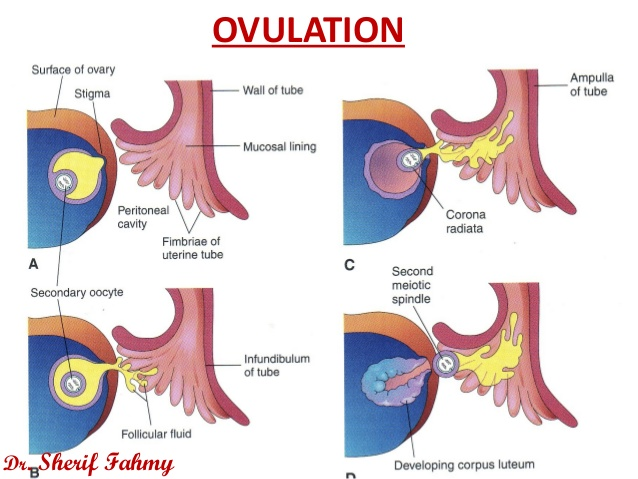 OVULATION
Surface of ovary
Stigma
Wall of tube
Mucosal lining
Peritoneal
cavity
Fimbriae of
uterine tube
A
Ampulla
of tube
Corona
radiata
C
Secondary oocyte
Infundibulum
of tube
Follicular fluid
B
Second
meiotic
spindle
Developing corpus luteum
D
Dr. Sherif Fahmy